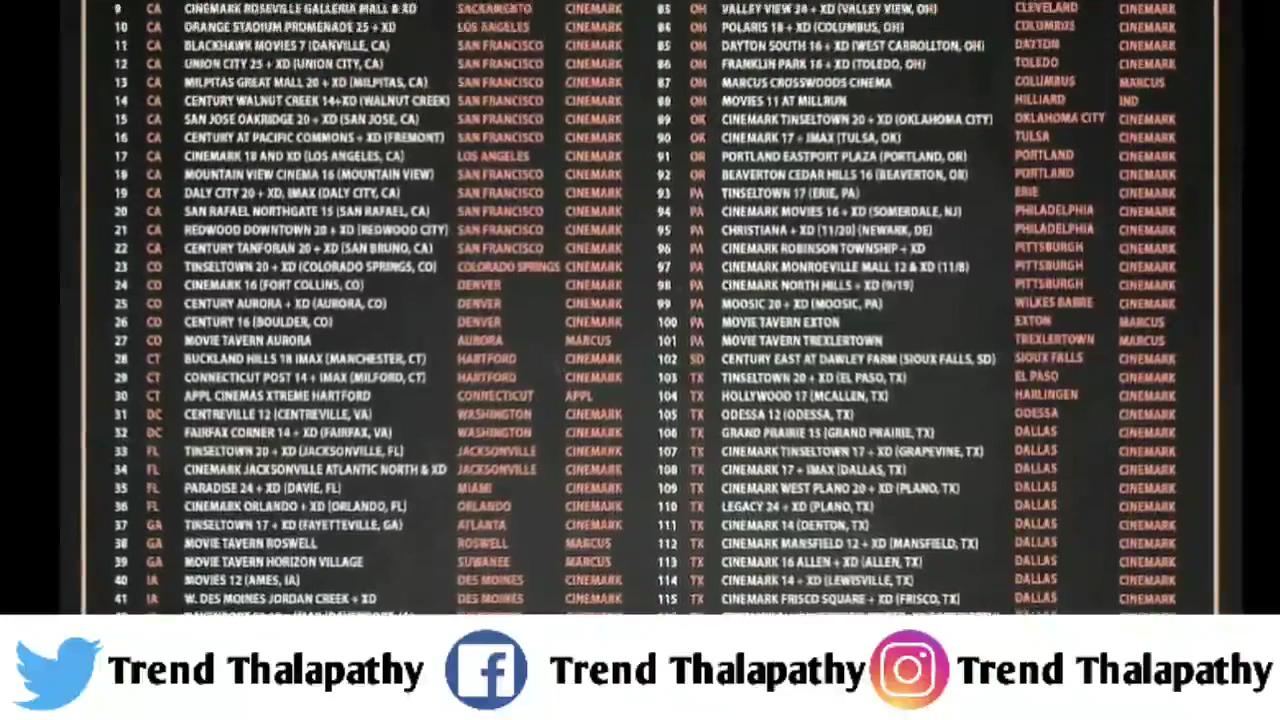 9 CA CINEMARK ROSEVILLE GALLERIA MALL & XD SACRAMENTO CINEMARK
10 CA ORANGE STADIUM PROMENADE 25 + XD LOS ANGELES CINEMARK
11 CA BLACKHAWK MOVIES 7 (DANVILLE, CA) SAN FRANCISCO CINEMARK
12 CA UNION CITY 25 + XD (UNION CITY, CA) SAN FRANCISCO CINEMARK
13 CA MILPITAS GREAT MALL 20 + XD (MILPITAS, CA) SAN FRANCISCO CINEMARK
14 CA CENTURY WALNUT CREEK 14+XD (WALNUT CREEK) SAN FRANCISCO CINEMARK
15 CA SAN JOSE OAKRIDGE 20 + XD (SAN JOSE, CA) SAN FRANCISCO CINEMARK
16 CA CENTURY AT PACIFIC COMMONS + XD (FREMONT) SAN FRANCISCO CINEMARK
17 CA CINEMARK 18 AND XD (LOS ANGELES, CA) LOS ANGELES CINEMARK
18 CA MOUNTAIN VIEW CINEMA 16 (MOUNTAIN VIEW) SAN FRANCISCO CINEMARK
19 CA DALY CITY 20 + XD, IMAX (DALY CITY, CA) SAN FRANCISCO CINEMARK
20 CA SAN RAFAEL NORTHGATE 15 (SAN RAFAEL, CA) SAN FRANCISCO CINEMARK
21 CA REDWOOD DOWNTOWN 20 + XD (REDWOOD CITY) SAN FRANCISCO CINEMARK
22 CA CENTURY TANFORAN 20 + XD (SAN BRUNO, CA) SAN FRANCISCO CINEMARK
23 CO TINSELTOWN 20 + XD (COLORADO SPRINGS, CO) COLORADO SPRINGS CINEMARK
24 CO CINEMARK 16 (FORT COLLINS, CO) DENVER CINEMARK
25 CO CENTURY AURORA + XD (AURORA, CO) DENVER CINEMARK
26 CO CENTURY 16 (BOULDER, CO) DENVER CINEMARK
27 CO MOVIE TAVERN AURORA AURORA MARCUS
28 CT BUCKLAND HILLS 18 IMAX (MANCHESTER, CT) HARTFORD CINEMARK
29 CT CONNECTICUT POST 14 + IMAX (MILFORD, CT) HARTFORD CINEMARK
30 CT APPL CINEMAS XTREME HARTFORD CONNECTICUT APPL
31 DC CENTREVILLE 12 (CENTREVILLE, VA) WASHINGTON CINEMARK
32 DC FAIRFAX CORNER 14 + XD (FAIRFAX, VA) WASHINGTON CINEMARK
33 FL TINSELTOWN 20 + XD (JACKSONVILLE, FL) JACKSONVILLE CINEMARK
34 FL CINEMARK JACKSONVILLE ATLANTIC NORTH & XD JACKSONVILLE CINEMARK
35 FL PARADISE 24 + XD (DAVIE, FL) MIAMI CINEMARK
36 FL CINEMARK ORLANDO + XD (ORLANDO, FL) ORLANDO CINEMARK
37 GA TINSELTOWN 17 + XD (FAYETTEVILLE, GA) ATLANTA CINEMARK
38 GA MOVIE TAVERN ROSWELL ROSWELL MARCUS
39 GA MOVIE TAVERN HORIZON VILLAGE SUWANEE MARCUS
40 IA MOVIES 12 (AMES, IA) DES MOINES CINEMARK
41 IA W. DES MOINES JORDAN CREEK + XD DES MOINES CINEMARK
83 OH VALLEY VIEW 24 + XD (VALLEY VIEW, OH) CLEVELAND CINEMARK
84 OH POLARIS 18 + XD (COLUMBUS, OH) COLUMBUS CINEMARK
85 OH DAYTON SOUTH 16 + XD (WEST CARROLLTON, OH) DAYTON CINEMARK
86 OH FRANKLIN PARK 16 + XD (TOLEDO, OH) TOLEDO CINEMARK
87 OH MARCUS CROSSWOODS CINEMA COLUMBUS MARCUS
88 OH MOVIES 11 AT MILLRUN HILLIARD IND
89 OK CINEMARK TINSELTOWN 20 + XD (OKLAHOMA CITY) OKLAHOMA CITY CINEMARK
90 OK CINEMARK 17 + IMAX (TULSA, OK) TULSA CINEMARK
91 OR PORTLAND EASTPORT PLAZA (PORTLAND, OR) PORTLAND CINEMARK
92 OR BEAVERTON CEDAR HILLS 16 (BEAVERTON, OR) PORTLAND CINEMARK
93 PA TINSELTOWN 17 (ERIE, PA) ERIE CINEMARK
94 PA CINEMARK MOVIES 16 + XD (SOMERDALE, NJ) PHILADELPHIA CINEMARK
95 PA CHRISTIANA + XD (11/20) (NEWARK, DE) PHILADELPHIA CINEMARK
96 PA CINEMARK ROBINSON TOWNSHIP + XD PITTSBURGH CINEMARK
97 PA CINEMARK MONROEVILLE MALL 12 & XD (11/8) PITTSBURGH CINEMARK
98 PA CINEMARK NORTH HILLS + XD (9/19) PITTSBURGH CINEMARK
99 PA MOOSIC 20 + XD (MOOSIC, PA) WILKES BARRE CINEMARK
100 PA MOVIE TAVERN EXTON EXTON MARCUS
101 PA MOVIE TAVERN TREXLERTOWN TREXLERTOWN MARCUS
102 SD CENTURY EAST AT DAWLEY FARM (SIOUX FALLS, SD) SIOUX FALLS CINEMARK
103 TX TINSELTOWN 20 + XD (EL PASO, TX) EL PASO CINEMARK
104 TX HOLLYWOOD 17 (MCALLEN, TX) HARLINGEN CINEMARK
105 TX ODESSA 12 (ODESSA, TX) ODESSA CINEMARK
106 TX GRAND PRAIRIE 15 (GRAND PRAIRIE, TX) DALLAS CINEMARK
107 TX CINEMARK TINSELTOWN 17 + XD (GRAPEVINE, TX) DALLAS CINEMARK
108 TX CINEMARK 17 + IMAX (DALLAS, TX) DALLAS CINEMARK
109 TX CINEMARK WEST PLANO 20 + XD (PLANO, TX) DALLAS CINEMARK
110 TX LEGACY 24 + XD (PLANO, TX) DALLAS CINEMARK
111 TX CINEMARK 14 (DENTON, TX) DALLAS CINEMARK
112 TX CINEMARK MANSFIELD 12 + XD (MANSFIELD, TX) DALLAS CINEMARK
113 TX CINEMARK 16 ALLEN + XD (ALLEN, TX) DALLAS CINEMARK
114 TX CINEMARK 14 + XD (LEWISVILLE, TX) DALLAS CINEMARK
115 TX CINEMARK FRISCO SQUARE + XD (FRISCO, TX) DALLAS CINEMARK
Trend Thalapathy Trend Thalapathy Trend Thalapathy